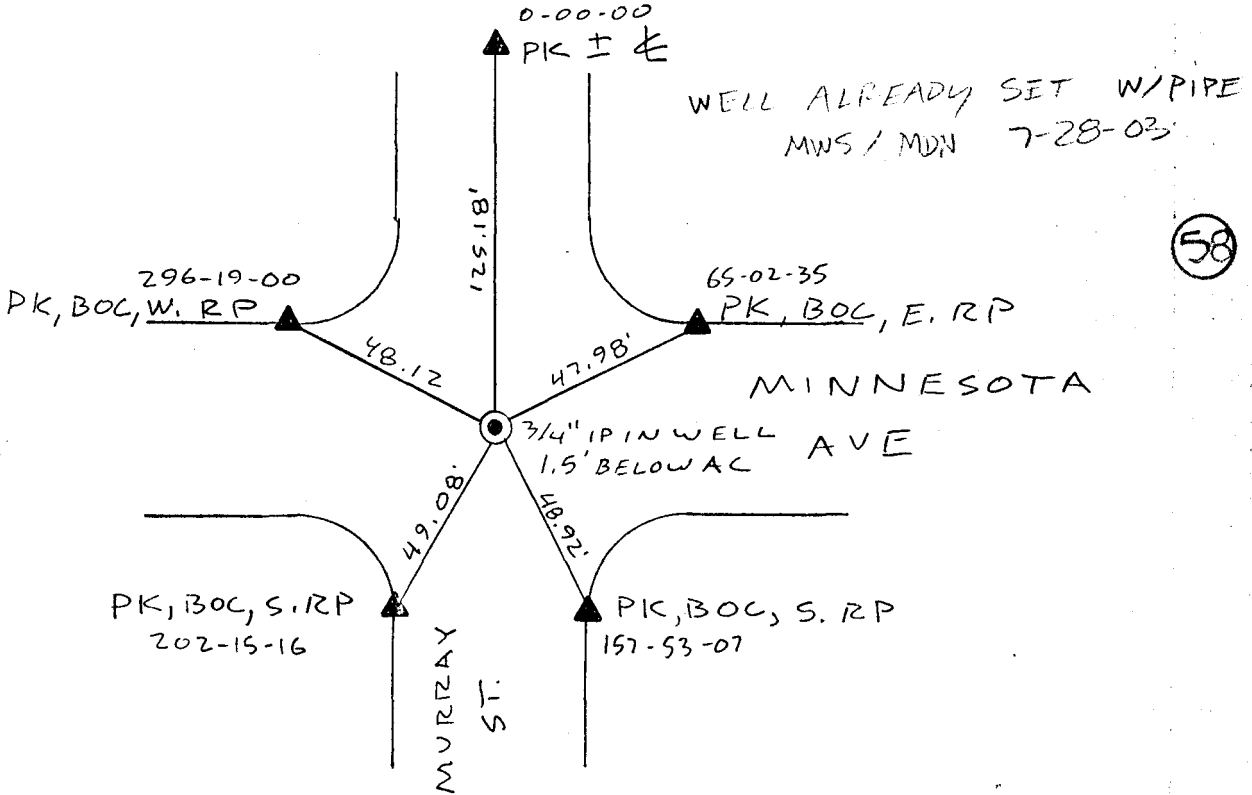 0-00-00
PK ± ℄
WELL ALREADY SET W/PIPE
MWS / MDN 7-28-03
58
125.18'
296-19-00
PK, BOC, W. RP
65-02-35
PK, BOC, E. RP
48.12
47.98'
MINNESOTA
AVE
3/4" IP IN WELL
1.5' BELOW AC
49.08'
48.92'
PK, BOC, S. RP
202-15-16
PK, BOC, S. RP
157-53-07
MURRAY
ST.